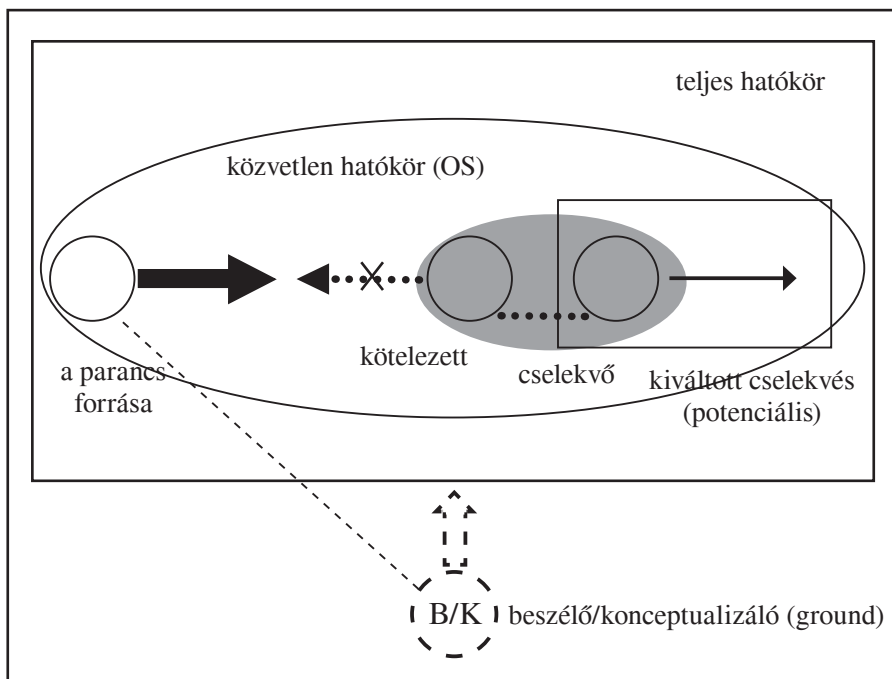 teljes hatókör
közvetlen hatókör (OS)
kötelezett
cselekvő
a parancs
forrása
kiváltott cselekvés
(potenciális)
B/K
beszélő/konceptualizáló (ground)